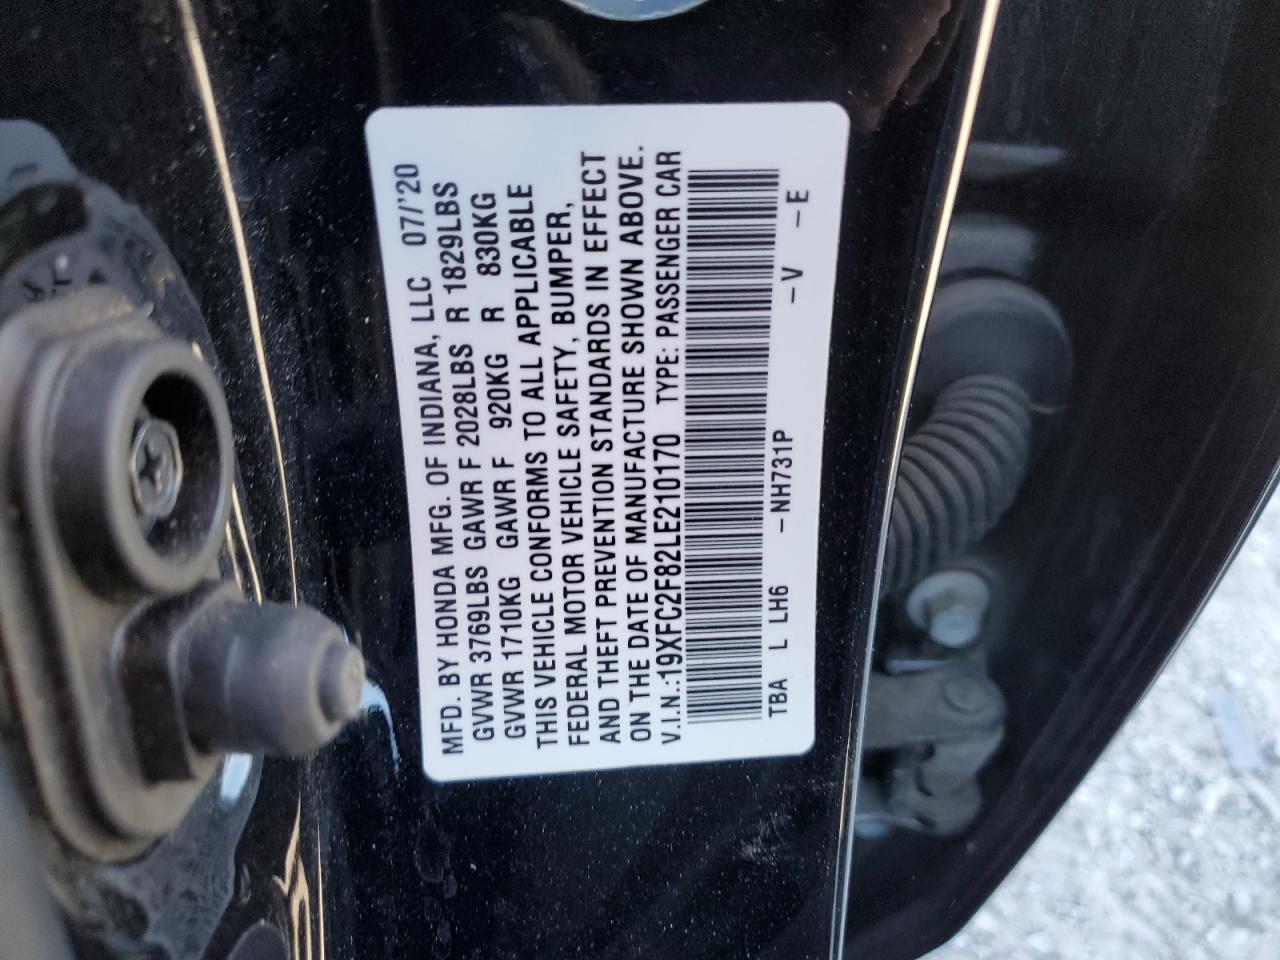 MFD. BY HONDA MFG. OF INDIANA, LLC 07/'20
GVWR 3769LBS GAWR F 2028LBS R 1829LBS
GVWR 1710KG GAWR F 920KG R 830KG
THIS VEHICLE CONFORMS TO ALL APPLICABLE
FEDERAL MOTOR VEHICLE SAFETY, BUMPER,
AND THEFT PREVENTION STANDARDS IN EFFECT
ON THE DATE OF MANUFACTURE SHOWN ABOVE.
V.I.N.:19XFC2F82LE210170 TYPE: PASSENGER CAR
TBA L LH6 -NH731P -V -E